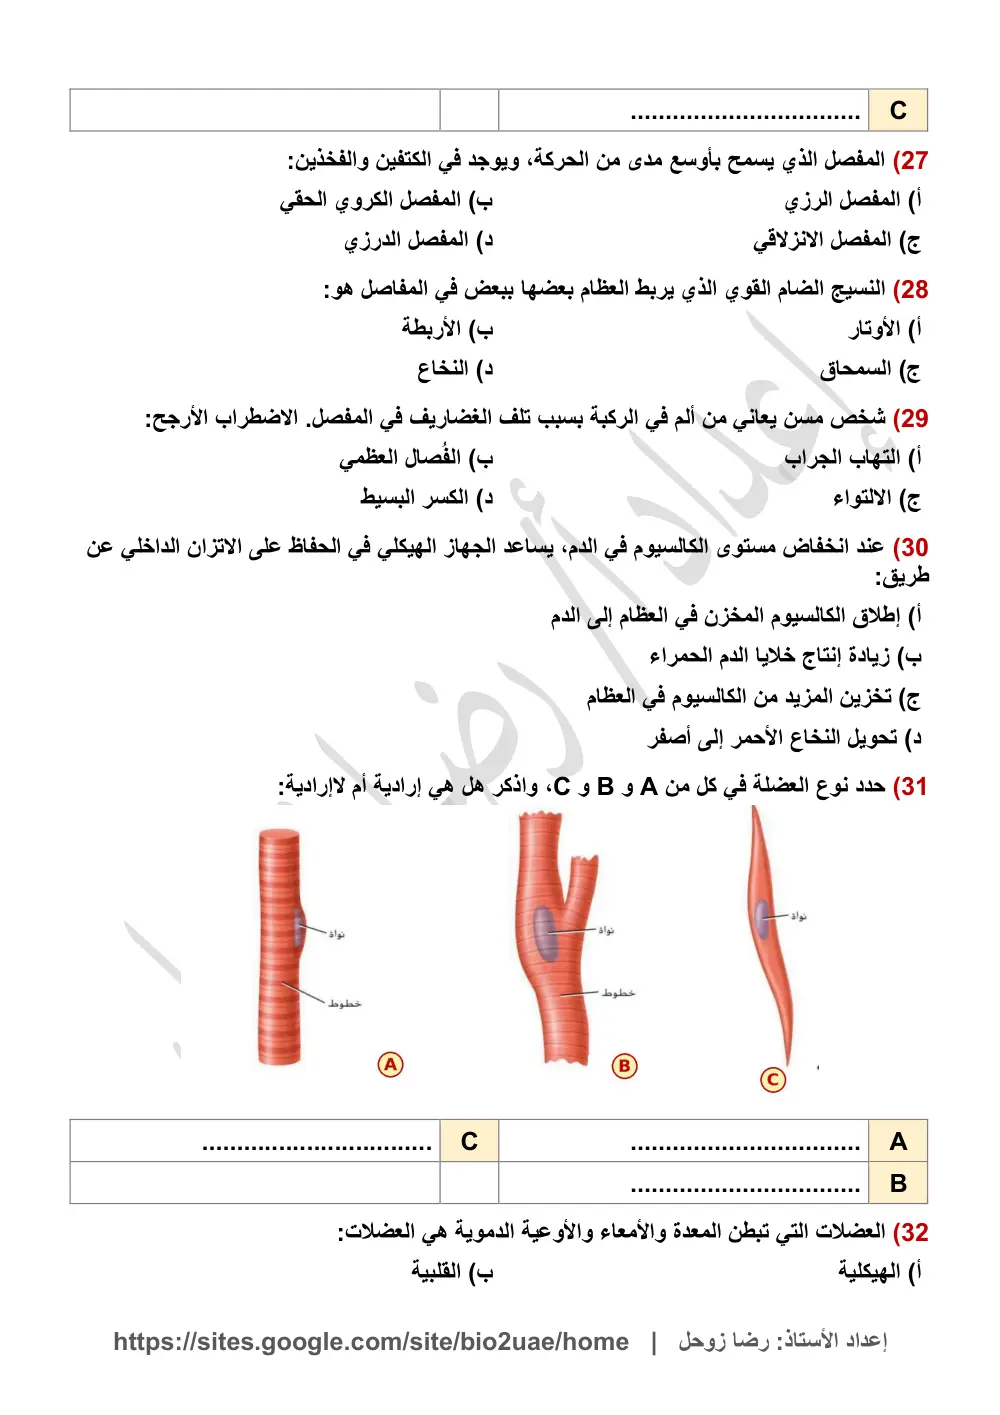 C ................................
27) المفصل الذي يسمح بأوسع مدى من الحركة، ويوجد في الكتفين والفخذين:
أ) المفصل الرزي ب) المفصل الكروي الحقي
ج) المفصل الانزلاقي د) المفصل الدرزي
28) النسيج الضام القوي الذي يربط العظام بعضها ببعض في المفاصل هو:
أ) الأوتار ب) الأربطة
ج) السمحاق د) النخاع
29) شخص مسن يعاني من ألم في الركبة بسبب تلف الغضاريف في المفصل. الاضطراب الأرجح:
أ) التهاب الجراب ب) الفُصال العظمي
ج) الالتواء د) الكسر البسيط
30) عند انخفاض مستوى الكالسيوم في الدم، يساعد الجهاز الهيكلي في الحفاظ على الاتزان الداخلي عن
طريق:
أ) إطلاق الكالسيوم المخزن في العظام إلى الدم
ب) زيادة إنتاج خلايا الدم الحمراء
ج) تخزين المزيد من الكالسيوم في العظام
د) تحويل النخاع الأحمر إلى أصفر
31) حدد نوع العضلة في كل من A و B و C، واذكر هل هي إرادية أم لاإرادية:
نواة
خطوط
A
نواة
خطوط
B
نواة
C
A ................................. C .................................
B .................................
32) العضلات التي تبطن المعدة والأمعاء والأوعية الدموية هي العضلات:
أ) الهيكلية ب) القلبية
إعداد الأستاذ: رضا زوحل | https://sites.google.com/site/bio2uae/home
إعداد أ/ رضا